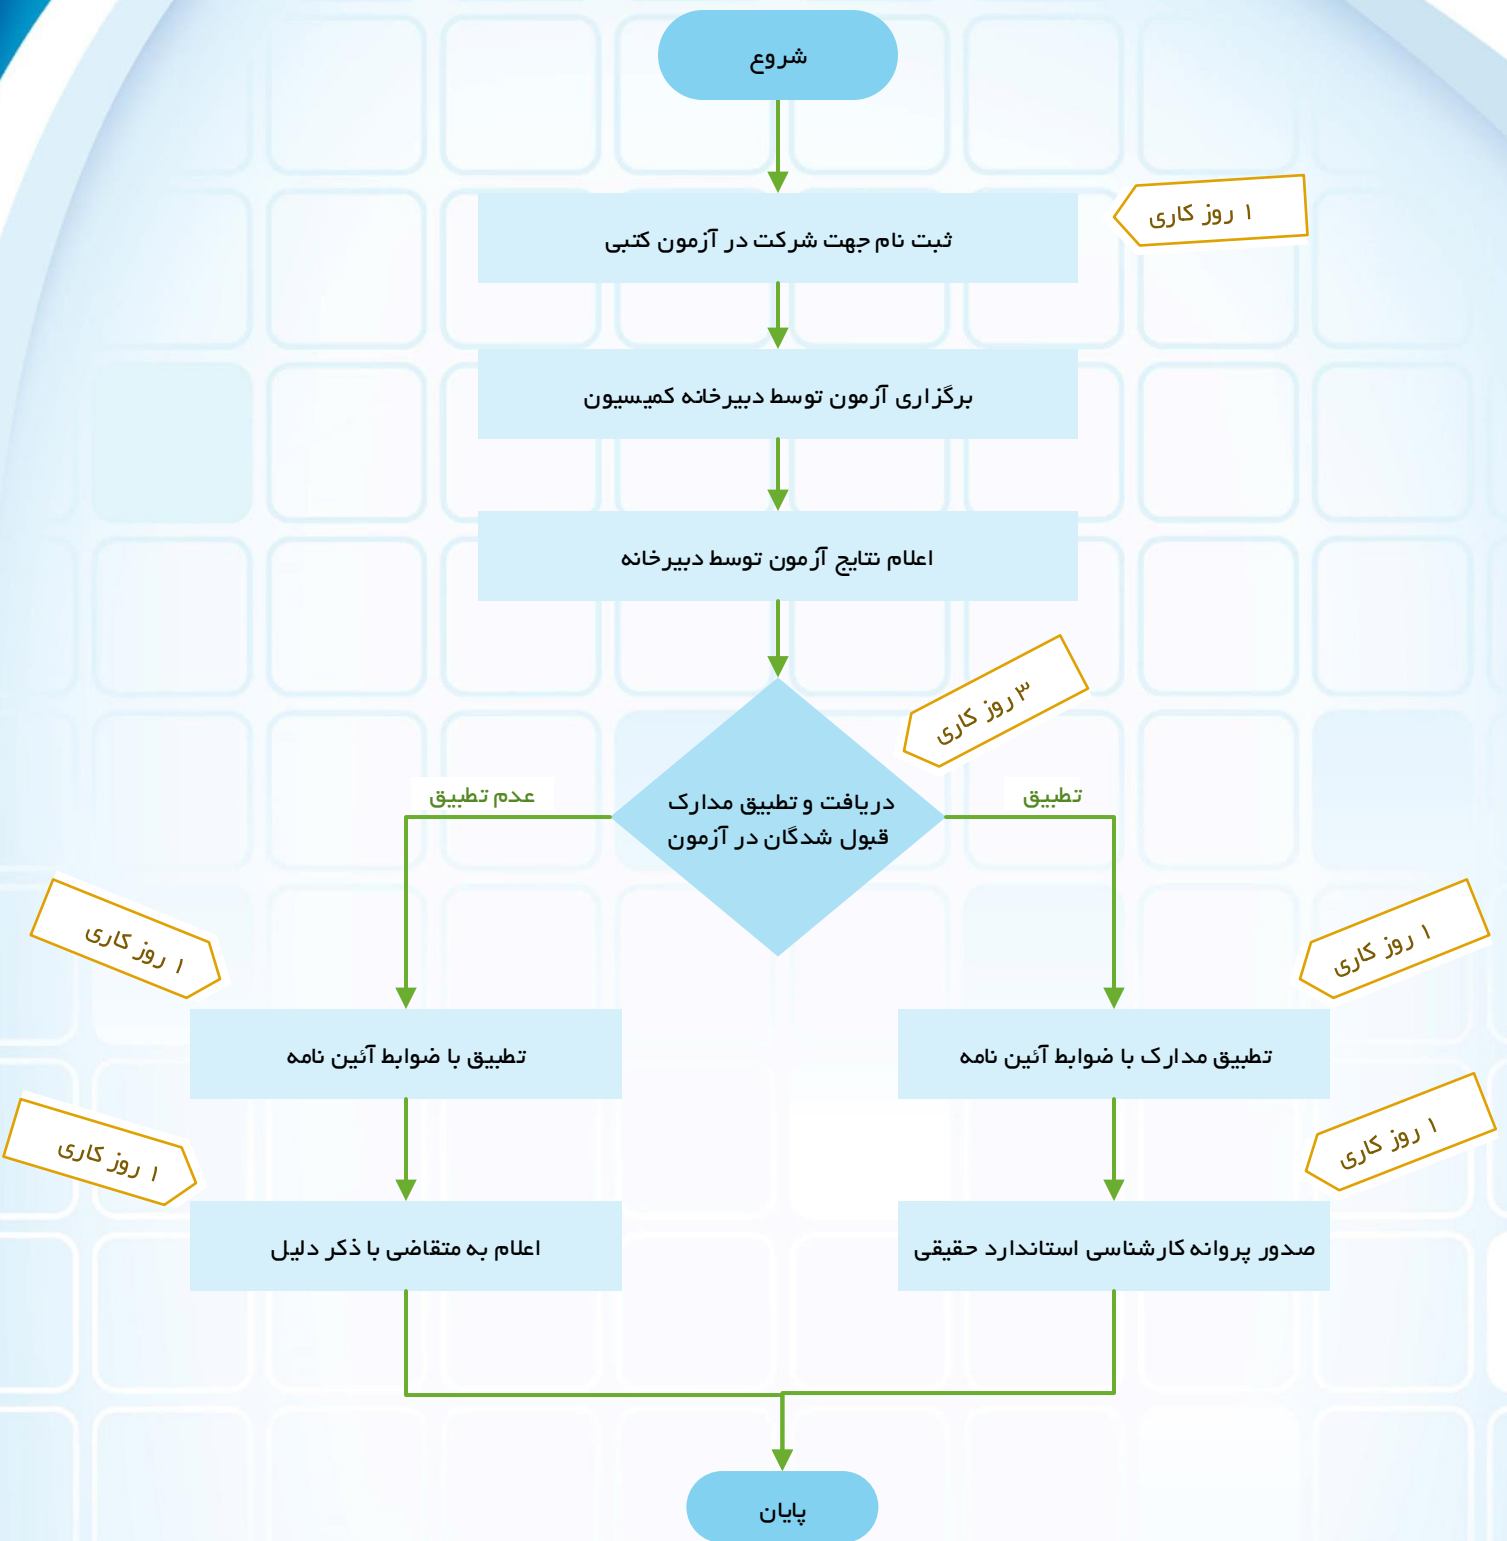 شروع
ثبت نام جهت شرکت در آزمون کتبی
۱ روز کاری
برگزاری آزمون توسط دبیرخانه کمیسیون
اعلام نتایج آزمون توسط دبیرخانه
۳ روز کاری
دریافت و تطبیق مدارک
قبول شدگان در آزمون
تطبیق
عدم تطبیق
۱ روز کاری
تطبیق مدارک با ضوابط آئین نامه
۱ روز کاری
صدور پروانه کارشناسی استاندارد حقیقی
۱ روز کاری
تطبیق با ضوابط آئین نامه
۱ روز کاری
اعلام به متقاضی با ذکر دلیل
پایان